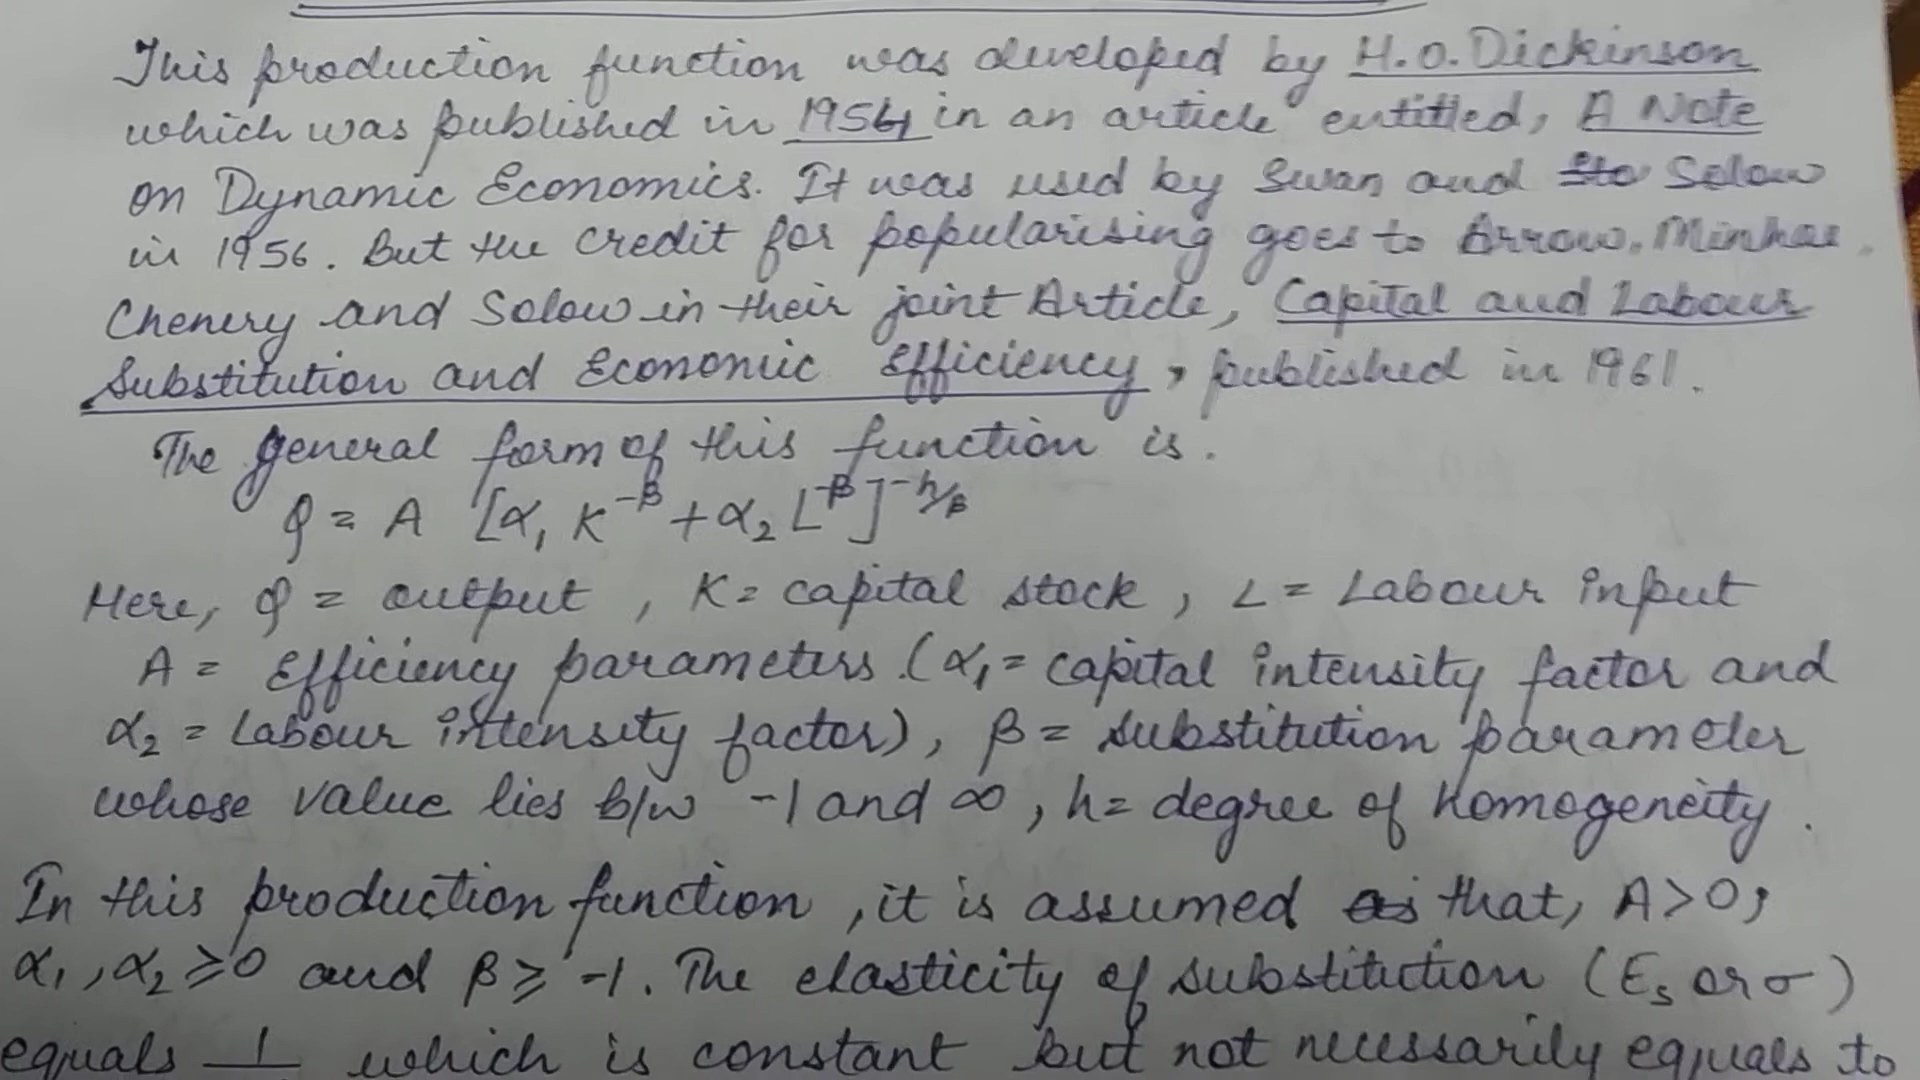 This production function was developed by H.O. Dickinson
which was published in 1954 in an article entitled, A Note
on Dynamic Economics. It was used by Swan and Solow
in 1956. But the credit for popularising goes to Arrow, Minhas,
Chenery and Solow in their joint Article, Capital and Labour
Substitution and Economic Efficiency, published in 1961.
The general form of this function is.
Q = A [α₁ K^-β + α₂ L^-β]^-h/β
Here, Q = output, K = capital stock, L = Labour input
A = Efficiency parameters. (α₁ = capital intensity factor and
α₂ = Labour intensity factor), β = substitution parameter
whose value lies b/w -1 and ∞, h = degree of Homogeneity.
In this production function, it is assumed as that, A>0;
α₁, α₂ ⩾ 0 and β ⩾ -1. The elasticity of substitution (Es or σ)
equals 1/ which is constant but not necessarily equals to